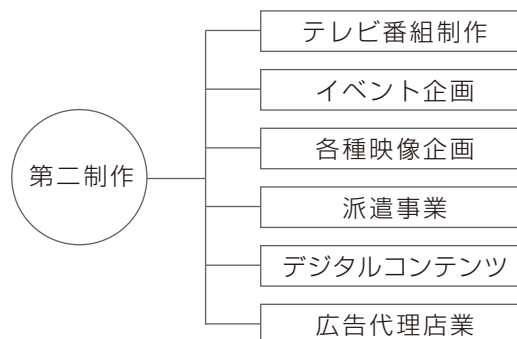 第二制作
テレビ番組制作
イベント企画
各種映像企画
派遣事業
デジタルコンテンツ
広告代理店業